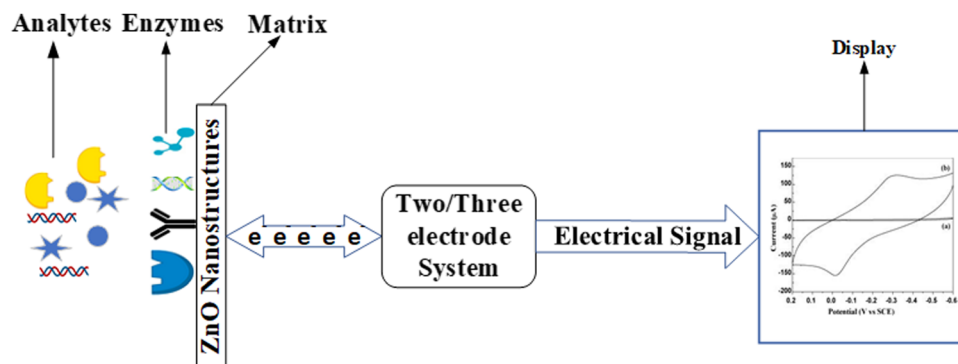 Analytes
Enzymes
Matrix
Display
ZnO Nanostructures
e e e e e
Two/Three
electrode
System
Electrical Signal
Current (µA)
100
50
0
-50
-100
-150
-200
(b)
(a)
0.2 0.1 0.0 -0.1 -0.2 -0.3 -0.4 -0.5 -0.6
Potential (V vs SCE)